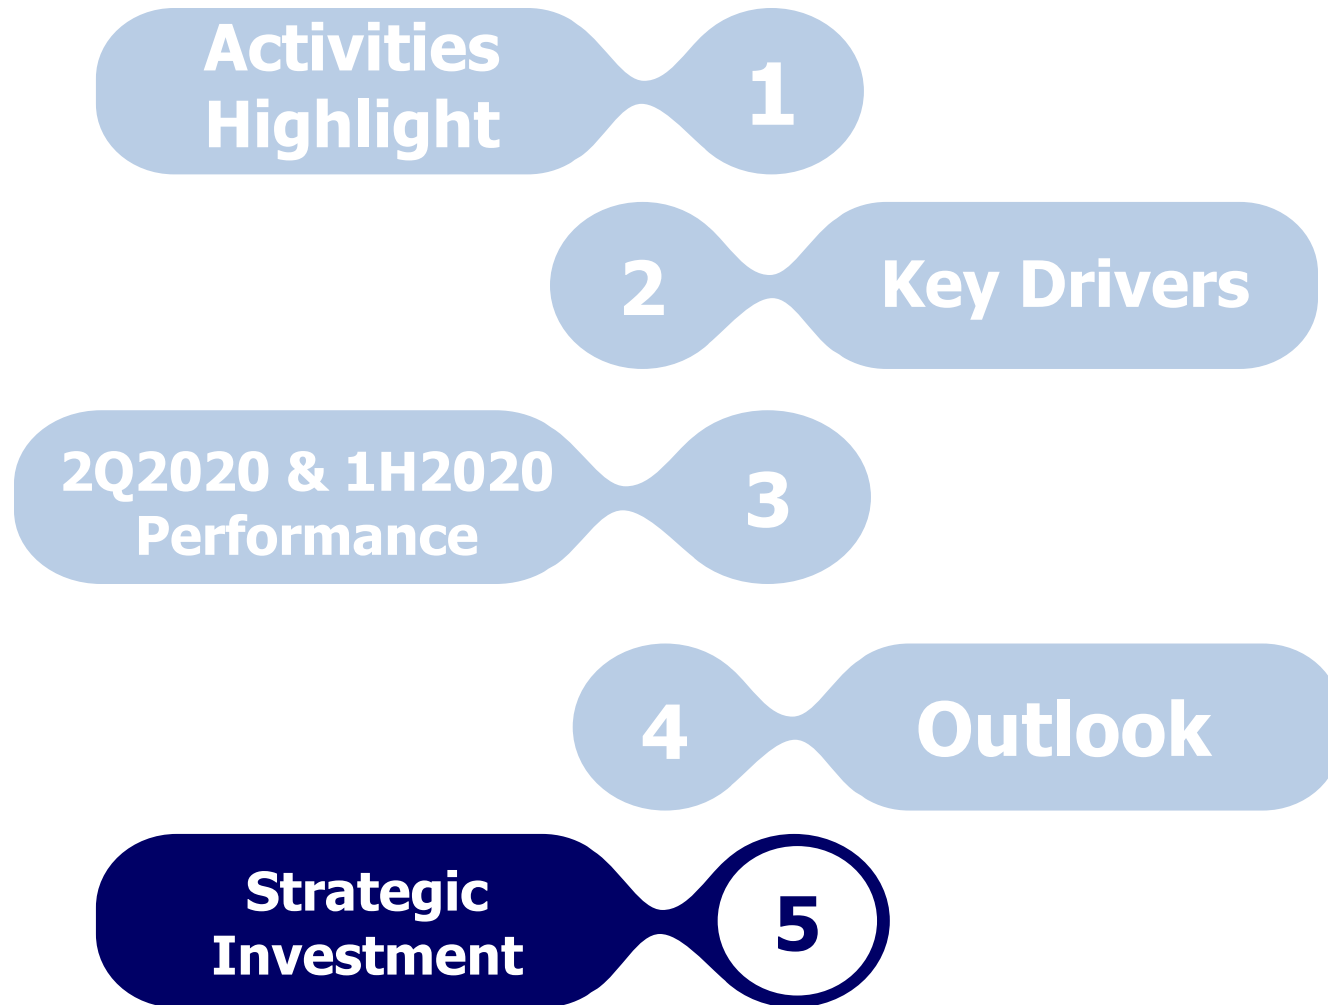 Activities
Highlight
1
2
Key Drivers
2Q2020 & 1H2020
Performance
3
4
Outlook
Strategic
Investment
5